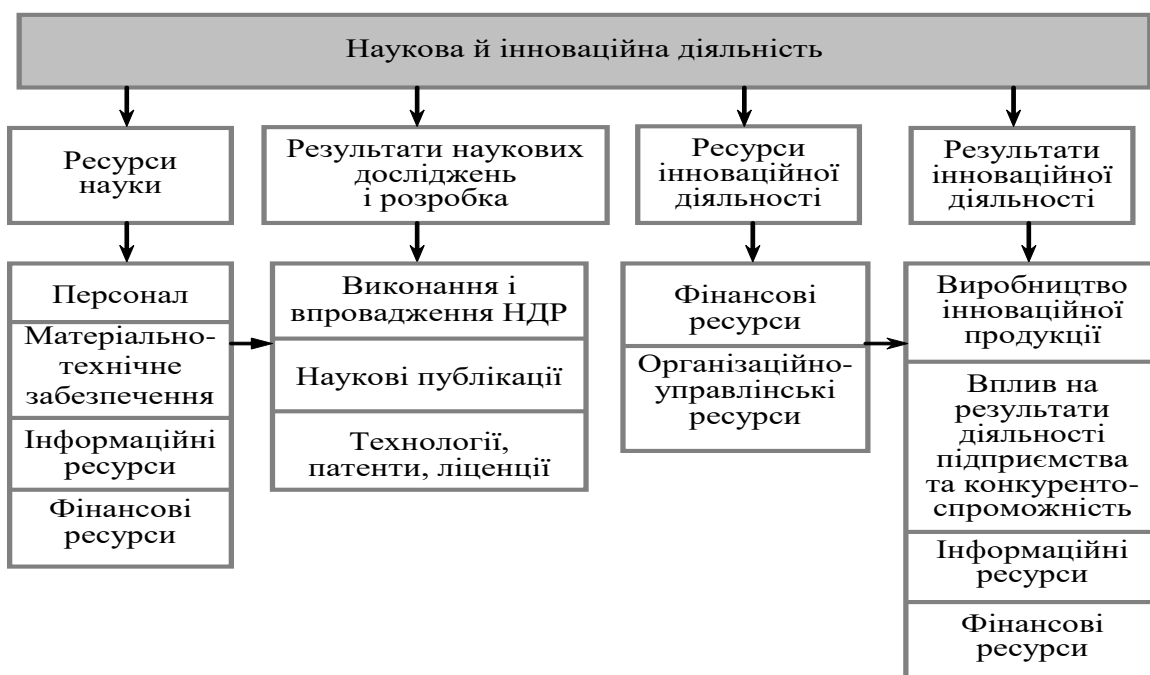 Наукова й інноваційна діяльність
Ресурси
науки
Результати наукових
досліджень
і розробка
Ресурси
інноваційної
діяльності
Результати
інноваційної
діяльності
Персонал
Матеріально-
технічне
забезпечення
Інформаційні
ресурси
Фінансові
ресурси
Виконання і
впровадження НДР
Наукові публікації
Технології,
патенти, ліценції
Фінансові
ресурси
Організаційно-
управлінські
ресурси
Виробництво
інноваційної
продукції
Вплив на
результати
діяльності
підприємства
та конкуренто-
спроможність
Інформаційні
ресурси
Фінансові
ресурси